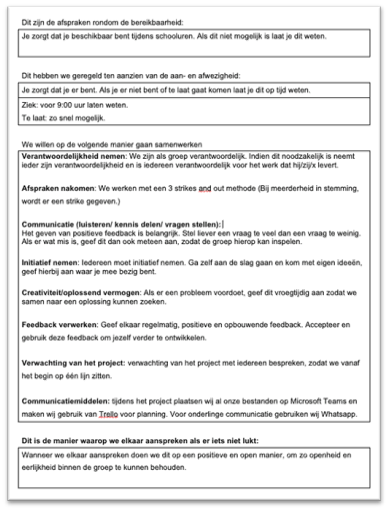 Dit zijn de afspraken rondom de bereikbaarheid:
Je zorgt dat je beschikbaar bent tijdens schooluren. Als dit niet mogelijk is laat je dit weten.
Dit hebben we geregeld ten aanzien van de aan- en afwezigheid:
Je zorgt dat je er bent. Als je er niet bent of te laat gaat komen laat je dit op tijd weten.
Ziek: voor 9:00 uur laten weten.
Te laat: zo snel mogelijk.
We willen op de volgende manier gaan samenwerken
Verantwoordelijkheid nemen: We zijn als groep verantwoordelijk. Indien dit noodzakelijk is neemt
ieder zijn verantwoordelijkheid en is iedereen verantwoordelijk voor het werk dat hij/zij/x levert.
Afspraken nakomen: We werken met een 3 strikes and out methode (Bij meerderheid in stemming,
wordt er een strike gegeven.)
Communicatie (luisteren/ kennis delen/ vragen stellen):
Het geven van positieve feedback is belangrijk. Stel liever een vraag te veel dan een vraag te weinig.
Als er wat mis is, geef dit dan ook meteen aan, zodat de groep hierop kan inspelen.
Initiatief nemen: Iedereen moet initiatief nemen. Ga zelf aan de slag gaan en kom met eigen ideeën,
geef hierbij aan waar je mee bezig bent.
Creativiteit/oplossend vermogen: Als er een probleem voordoet, geef dit vroegtijdig aan zodat we
samen naar een oplossing kunnen zoeken.
Feedback verwerken: Geef elkaar regelmatig, positieve en opbouwende feedback. Accepteer en
gebruik deze feedback om jezelf verder te ontwikkelen.
Verwachting van het project: verwachting van het project met iedereen bespreken, zodat we vanaf
het begin op één lijn zitten.
Communicatiemiddelen: tijdens het project plaatsen wij al onze bestanden op Microsoft Teams en
maken wij gebruik van Trello voor planning. Voor onderlinge communicatie gebruiken wij Whatsapp.
Dit is de manier waarop we elkaar aanspreken als er iets niet lukt:
Wanneer we elkaar aanspreken doen we dit op een positieve en open manier, om zo openheid en
eerlijkheid binnen de groep te kunnen behouden.